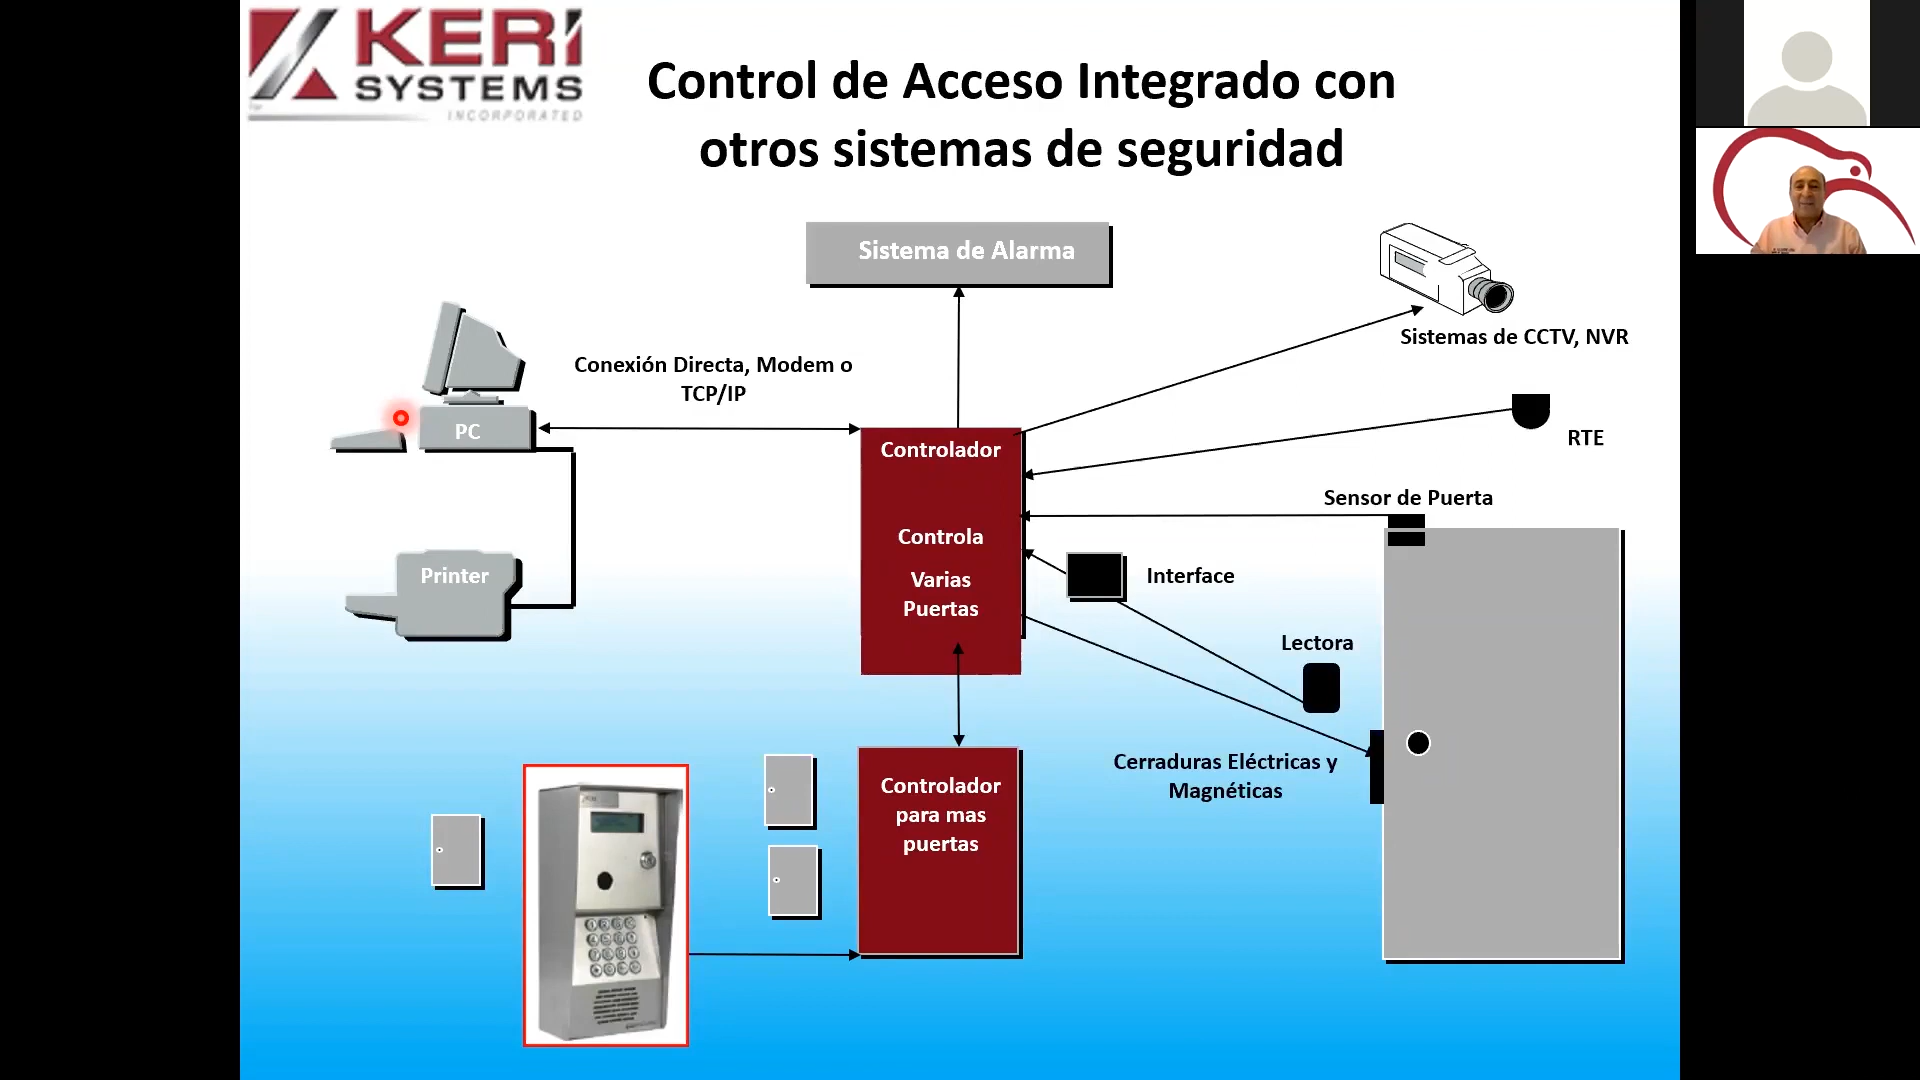 KERI
SYSTEMS
INCORPORATED
Control de Acceso Integrado con
otros sistemas de seguridad
Sistema de Alarma
Sistemas de CCTV, NVR
Conexión Directa, Modem o
TCP/IP
PC
RTE
Controlador
Sensor de Puerta
Controla
Varias
Puertas
Interface
Printer
Lectora
Cerraduras Eléctricas y
Magnéticas
Controlador
para mas
puertas